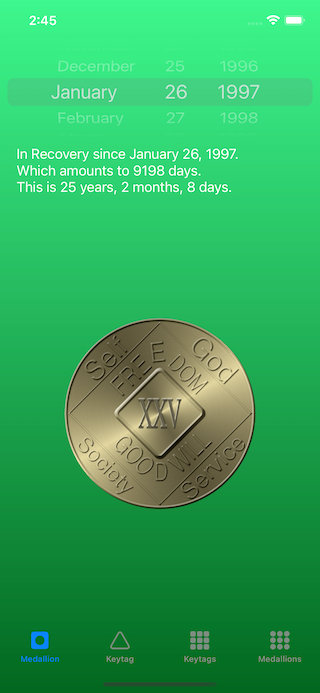 2:45
December 25 1996
January 26 1997
February 27 1998
In Recovery since January 26, 1997.
Which amounts to 9198 days.
This is 25 years, 2 months, 8 days.
Self God
FREEDOM
XXV
GOODWILL
Society Service
Medallion Keytag Keytags Medallions